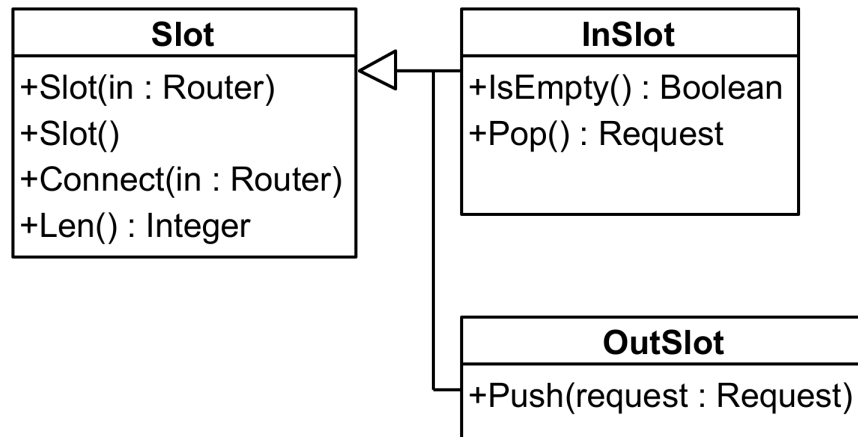 Slot
+Slot(in : Router)
+Slot()
+Connect(in : Router)
+Len() : Integer
InSlot
+IsEmpty() : Boolean
+Pop() : Request
OutSlot
+Push(request : Request)